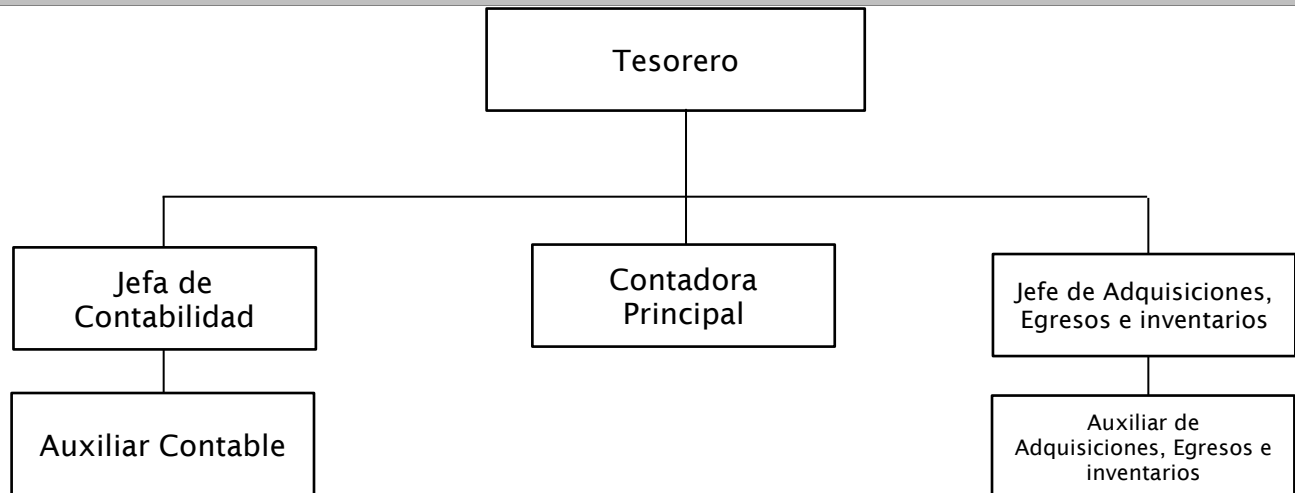 Tesorero
Jefa de
Contabilidad
Contadora
Principal
Jefe de Adquisiciones,
Egresos e inventarios
Auxiliar Contable
Auxiliar de
Adquisiciones, Egresos e
inventarios